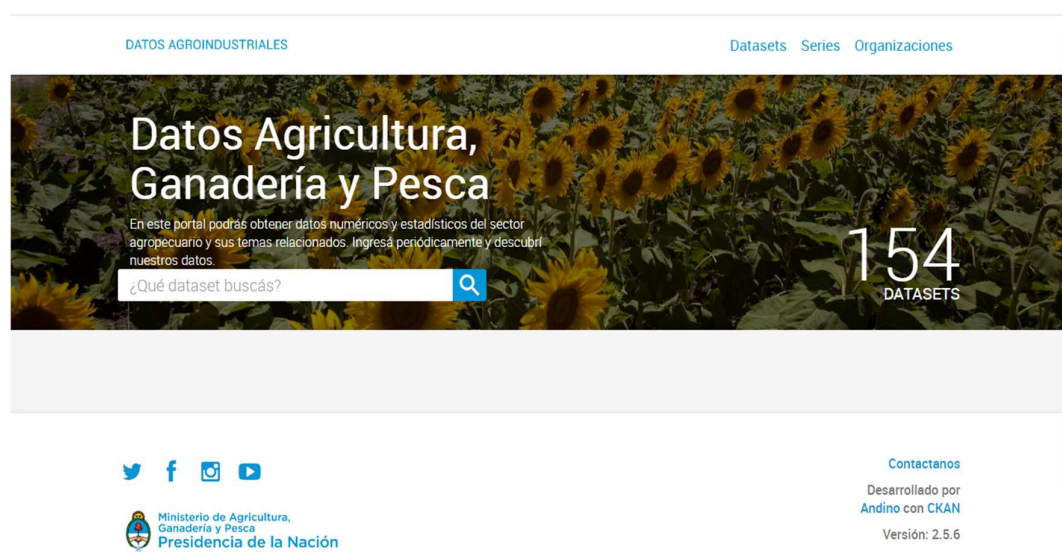 DATOS AGROINDUSTRIALES
Datasets Series Organizaciones
Datos Agricultura,
Ganadería y Pesca
En este portal podrás obtener datos numéricos y estadísticos del sector
agropecuario y sus temas relacionados. Ingresá periódicamente y descubrí
nuestros datos.
¿Qué dataset buscás?
154
DATASETS
Contactanos
Desarrollado por
Andino con CKAN
Versión: 2.5.6
Ministerio de Agricultura,
Ganadería y Pesca
Presidencia de la Nación